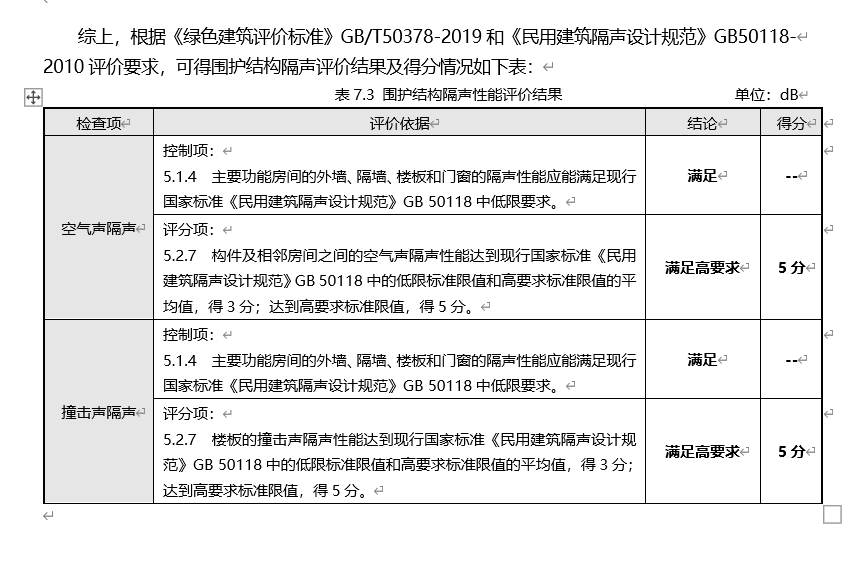 综上，根据《绿色建筑评价标准》GB/T50378-2019 和《民用建筑隔声设计规范》GB50118-
2010 评价要求，可得围护结构隔声评价结果及得分情况如下表：
表 7.3 围护结构隔声性能评价结果 单位：dB
检查项 评价依据 结论 得分
空气声隔声
控制项：
5.1.4 主要功能房间的外墙、隔墙、楼板和门窗的隔声性能应能满足现行
国家标准《民用建筑隔声设计规范》GB 50118 中低限要求。
满足 --
评分项：
5.2.7 构件及相邻房间之间的空气声隔声性能达到现行国家标准《民用
建筑隔声设计规范》GB 50118 中的低限标准限值和高要求标准限值的平
均值，得 3 分；达到高要求标准限值，得 5 分。
满足高要求 5 分
撞击声隔声
控制项：
5.1.4 主要功能房间的外墙、隔墙、楼板和门窗的隔声性能应能满足现行
国家标准《民用建筑隔声设计规范》GB 50118 中低限要求。
满足 --
评分项：
5.2.7 楼板的撞击声隔声性能达到现行国家标准《民用建筑隔声设计规
范》GB 50118 中的低限标准限值和高要求标准限值的平均值，得 3 分；
达到高要求标准限值，得 5 分。
满足高要求 5 分